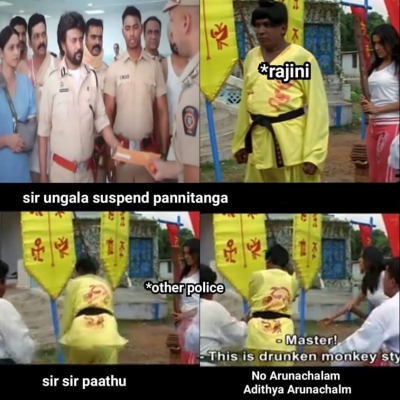 *rajini
sir ungala suspend pannitanga
*other police
- Master!
- This is drunken monkey sty
sir sir paathu
No Arunachalam
Adithya Arunachalm